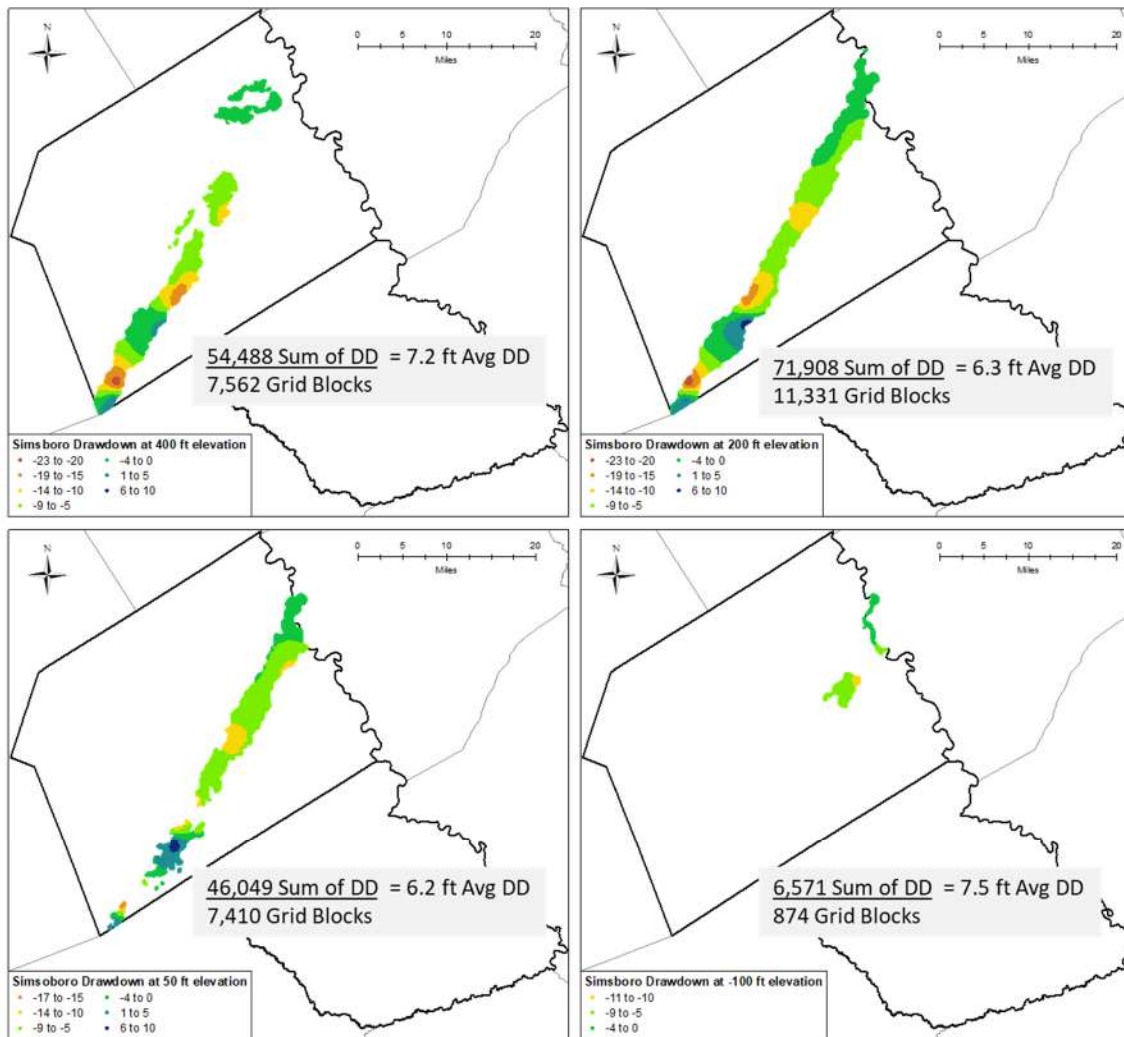 N
0 5 10 20
Miles
54,488 Sum of DD = 7.2 ft Avg DD
7,562 Grid Blocks
Simsboro Drawdown at 400 ft elevation
-23 to -20
-19 to -15
-14 to -10
-9 to -5
-4 to 0
1 to 5
6 to 10
N
0 5 10 20
Miles
71,908 Sum of DD = 6.3 ft Avg DD
11,331 Grid Blocks
Simsboro Drawdown at 200 ft elevation
-23 to -20
-19 to -15
-14 to -10
-9 to -5
-4 to 0
1 to 5
6 to 10
N
0 5 10 20
Miles
46,049 Sum of DD = 6.2 ft Avg DD
7,410 Grid Blocks
Simsboro Drawdown at 50 ft elevation
-17 to -15
-14 to -10
-9 to -5
-4 to 0
1 to 5
6 to 10
N
0 5 10 20
Miles
6,571 Sum of DD = 7.5 ft Avg DD
874 Grid Blocks
Simsboro Drawdown at -100 ft elevation
-11 to -10
-9 to -5
-4 to 0